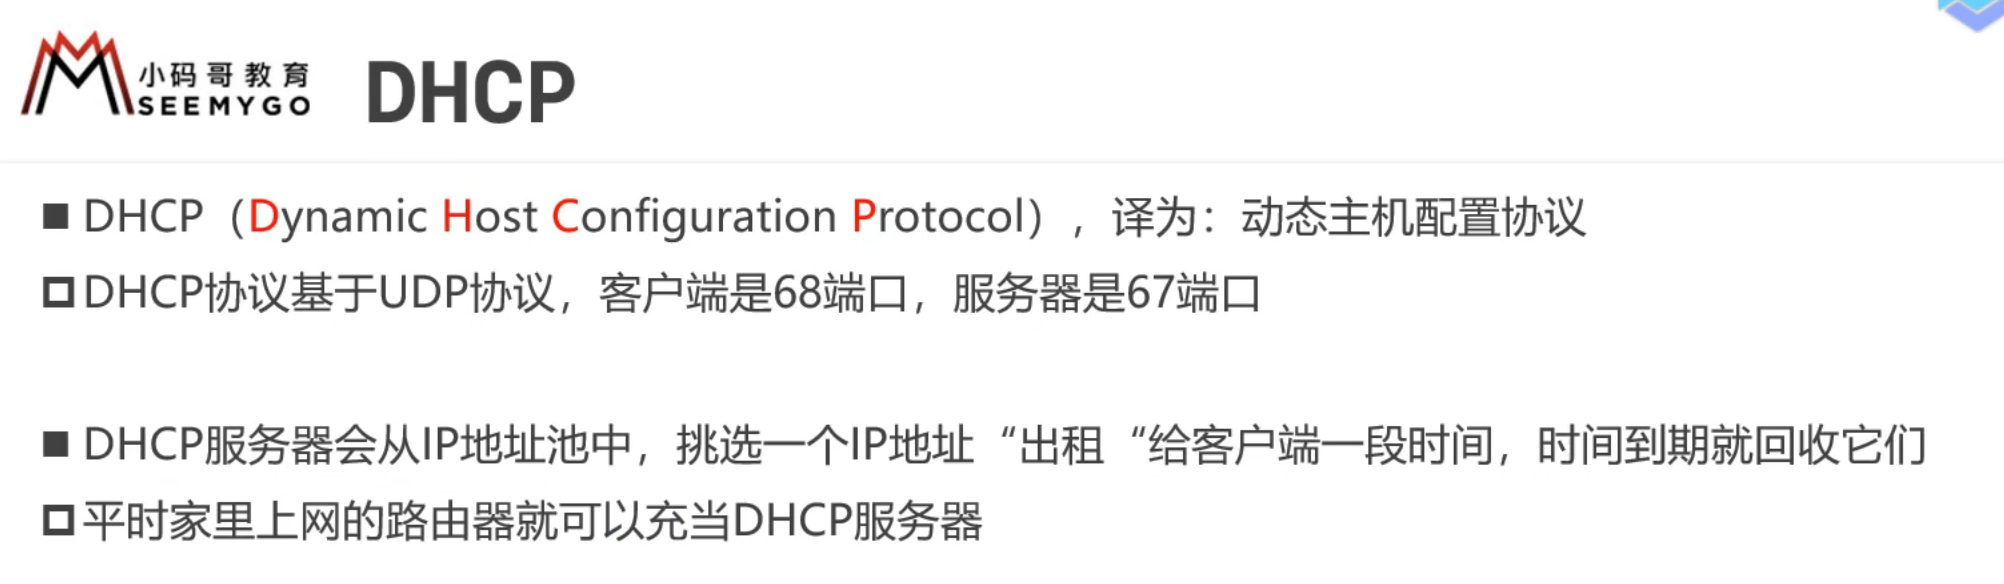 小码哥教育
SEEMYGO
DHCP
DHCP（Dynamic Host Configuration Protocol），译为：动态主机配置协议
DHCP协议基于UDP协议，客户端是68端口，服务器是67端口
DHCP服务器会从IP地址池中，挑选一个IP地址“出租“给客户端一段时间，时间到期就回收它们
平时家里上网的路由器就可以充当DHCP服务器